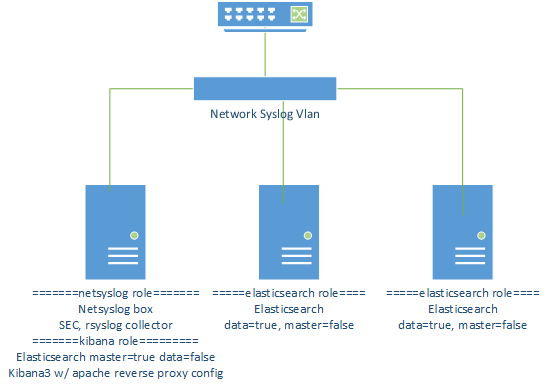 Network Syslog Vlan
=======netsyslog role=======
Netsyslog box
SEC, rsyslog collector
=======kibana role=========
Elasticsearch master=true data=false
Kibana3 w/ apache reverse proxy config
=====elasticsearch role====
Elasticsearch
data=true, master=false
=====elasticsearch role====
Elasticsearch
data=true, master=false